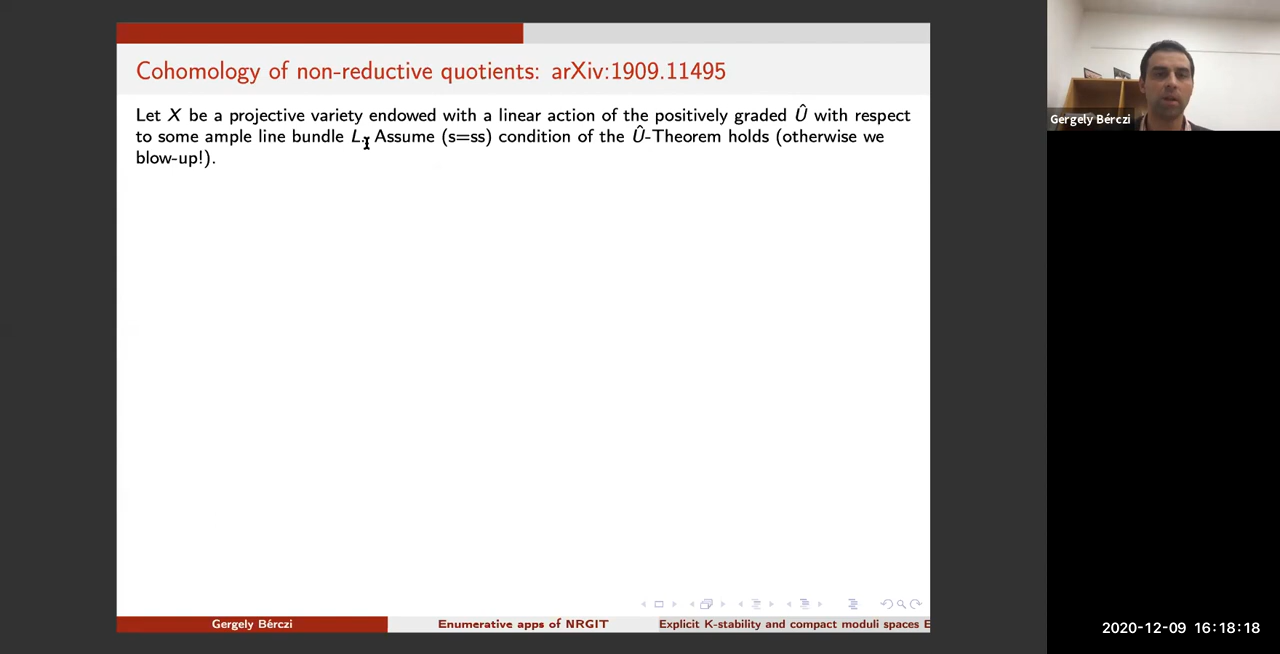 Cohomology of non-reductive quotients: arXiv:1909.11495
Let X be a projective variety endowed with a linear action of the positively graded Û with respect
to some ample line bundle L. Assume (s=ss) condition of the Û-Theorem holds (otherwise we
blow-up!).
Gergely Bérczi
Enumerative apps of NRGIT
Explicit K-stability and compact moduli spaces E
Gergely Bérczi
2020-12-09 16:18:18